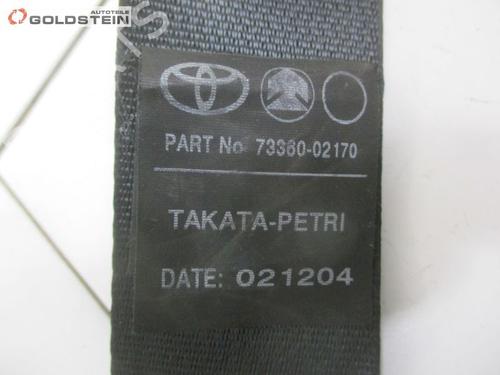 AUTOTEILE
GOLDSTEIN
PART No 73360-02170
TAKATA-PETRI
DATE: 021204